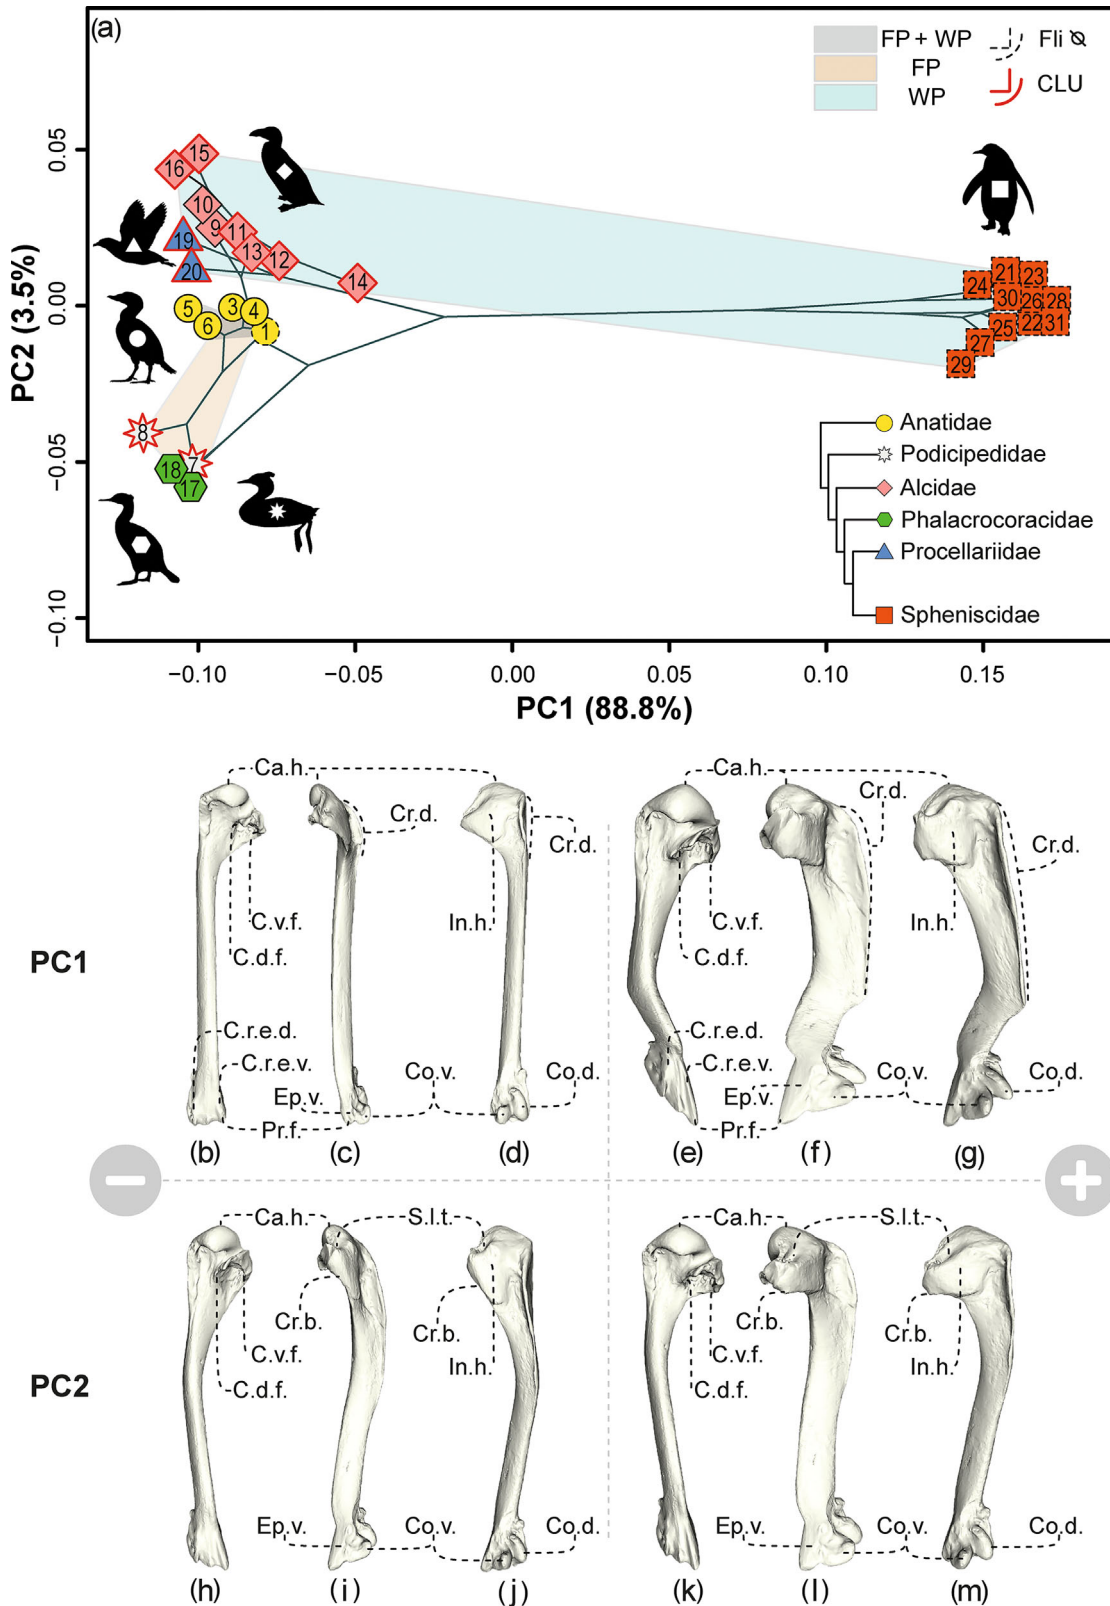 (a)
FP + WP
Fli
FP
CLU
WP
0.05
0.00
−0.05
−0.10
PC2 (3.5%)
15
16
10
9
11
19
13
12
20
14
5
3
4
6
1
8
7
18
17
21
23
24
30
26
28
25
22
31
27
29
Anatidae
Podicipedidae
Alcidae
Phalacrocoracidae
Procellariidae
Spheniscidae
−0.10
−0.05
0.00
0.05
0.10
0.15
PC1 (88.8%)
Ca.h.
Cr.d.
Cr.d.
C.v.f.
In.h.
C.d.f.
C.r.e.d.
C.r.e.v.
Ep.v.
Co.v.
Co.d.
Pr.f.
(b)
(c)
(d)
Ca.h.
Cr.d.
Cr.d.
C.v.f.
In.h.
C.d.f.
C.r.e.d.
C.r.e.v.
Ep.v.
Co.v.
Co.d.
Pr.f.
(e)
(f)
(g)
PC1
Ca.h.
S.l.t.
Cr.b.
Cr.b.
C.v.f.
In.h.
C.d.f.
Ep.v.
Co.v.
Co.d.
(h)
(i)
(j)
Ca.h.
S.l.t.
Cr.b.
Cr.b.
C.v.f.
In.h.
C.d.f.
Ep.v.
Co.v.
Co.d.
(k)
(l)
(m)
PC2